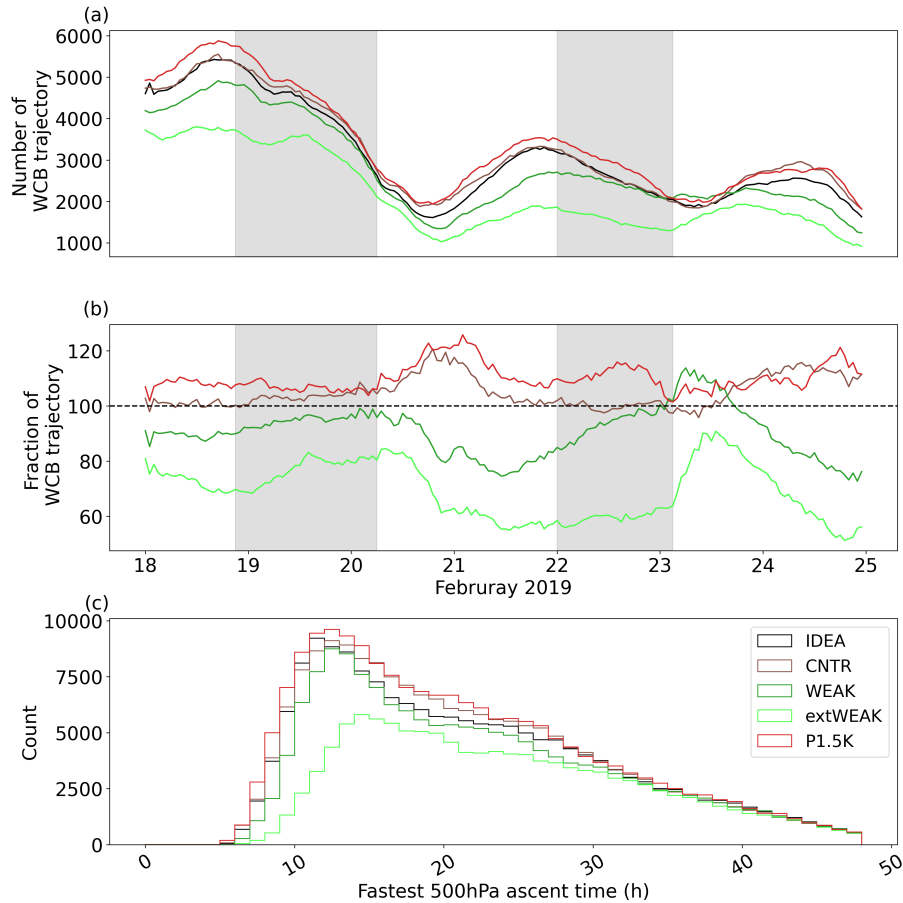 (a)
Number of
WCB trajectory
6000
5000
4000
3000
2000
1000
(b)
Fraction of
WCB trajectory
120
100
80
60
18 19 20 21 22 23 24 25
Februray 2019
(c)
Count
10000
7500
5000
2500
0
IDEA
CNTR
WEAK
extWEAK
P1.5K
0 10 20 30 40 50
Fastest 500hPa ascent time (h)